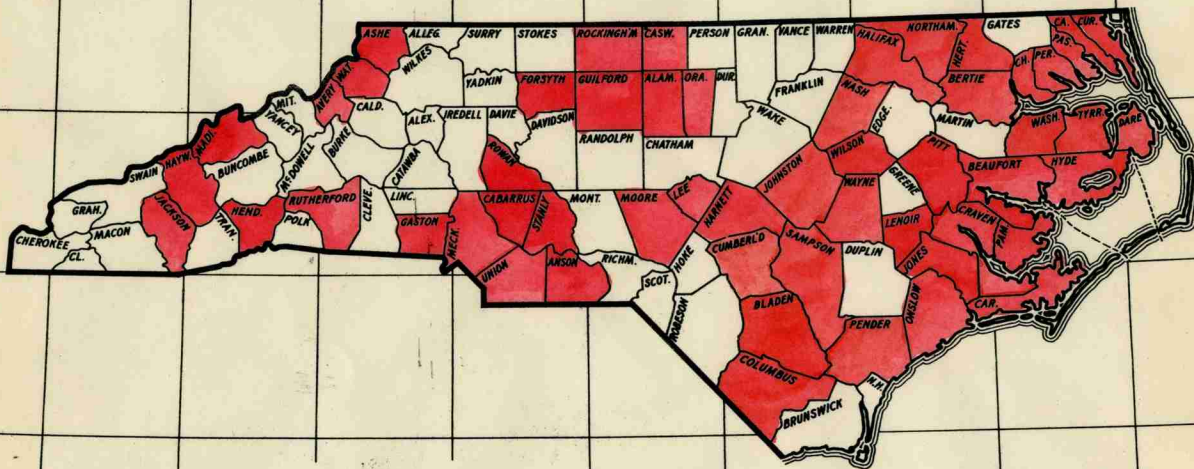 ASHE
ALLEG.
SURRY
STOKES
ROCKINGH'M
CASW.
PERSON
GRAN.
VANCE
WARREN
HALIFAX
NORTHAM.
HERT.
GATES
CA.
CUR.
PAS.
PER.
CH.
WAT.
AVERY
WILKES
YADKIN
FORSYTH
GUILFORD
ALAM.
ORA.
DUR.
FRANKLIN
NASH
EDGE.
BERTIE
MARTIN
WASH.
TYRR.
DARE
MIT.
YANCEY
CALD.
ALEX.
IREDELL
DAVIE
DAVIDSON
RANDOLPH
CHATHAM
WAKE
MADI.
HAYW.
SWAIN
BUNCOMBE
McDOWELL
BURKE
CATAWBA
ROWAN
JOHNSTON
WILSON
PITT
BEAUFORT
HYDE
GRAH.
CHEROKEE
CL.
MACON
JACKSON
TRAN.
HEND.
RUTHERFORD
POLK
CLEVE.
LINC.
GASTON
MECK.
CABARRUS
STANLY
MONT.
MOORE
LEE
HARNETT
WAYNE
GREENE
LENOIR
CRAVEN
PAM.
JONES
UNION
ANSON
RICHM.
SCOT.
HOKE
CUMBERL'D
SAMPSON
DUPLIN
ONSLOW
CAR.
ROBESON
BLADEN
PENDER
COLUMBUS
BRUNSWICK
N.H.